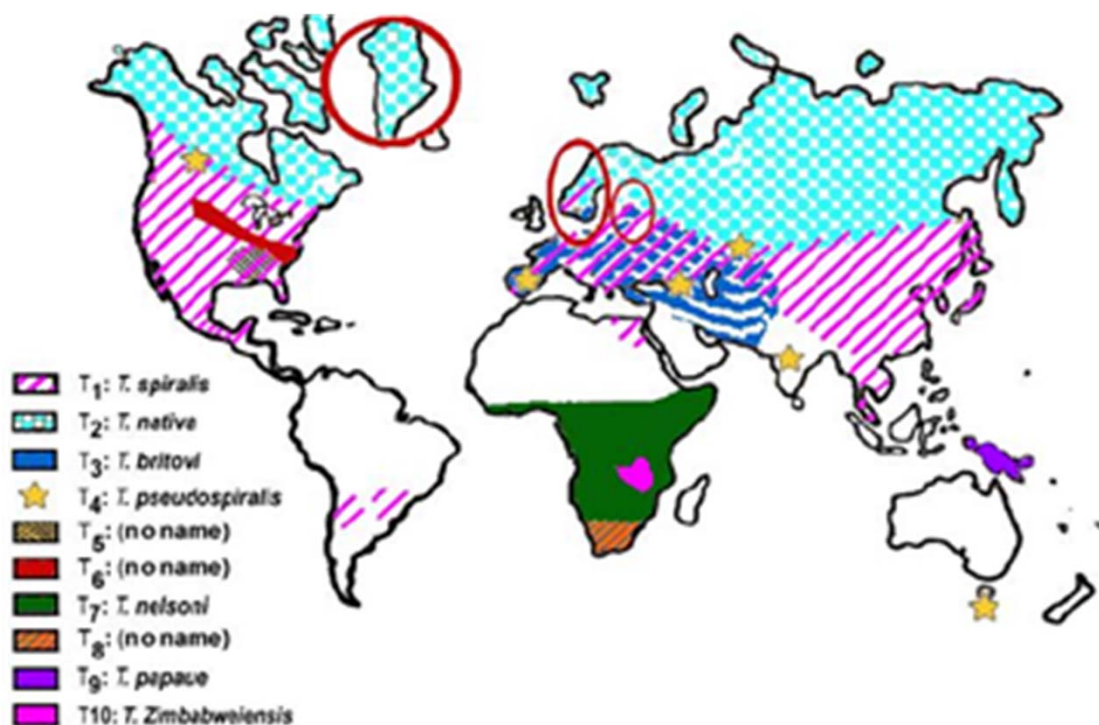 T1: T. spiralis
T2: T. native
T3: T. britovi
T4: T. pseudospiralis
T5: (no name)
T6: (no name)
T7: T. nelsoni
T8: (no name)
T9: T. papaue
T10: T. Zimbabweiensis